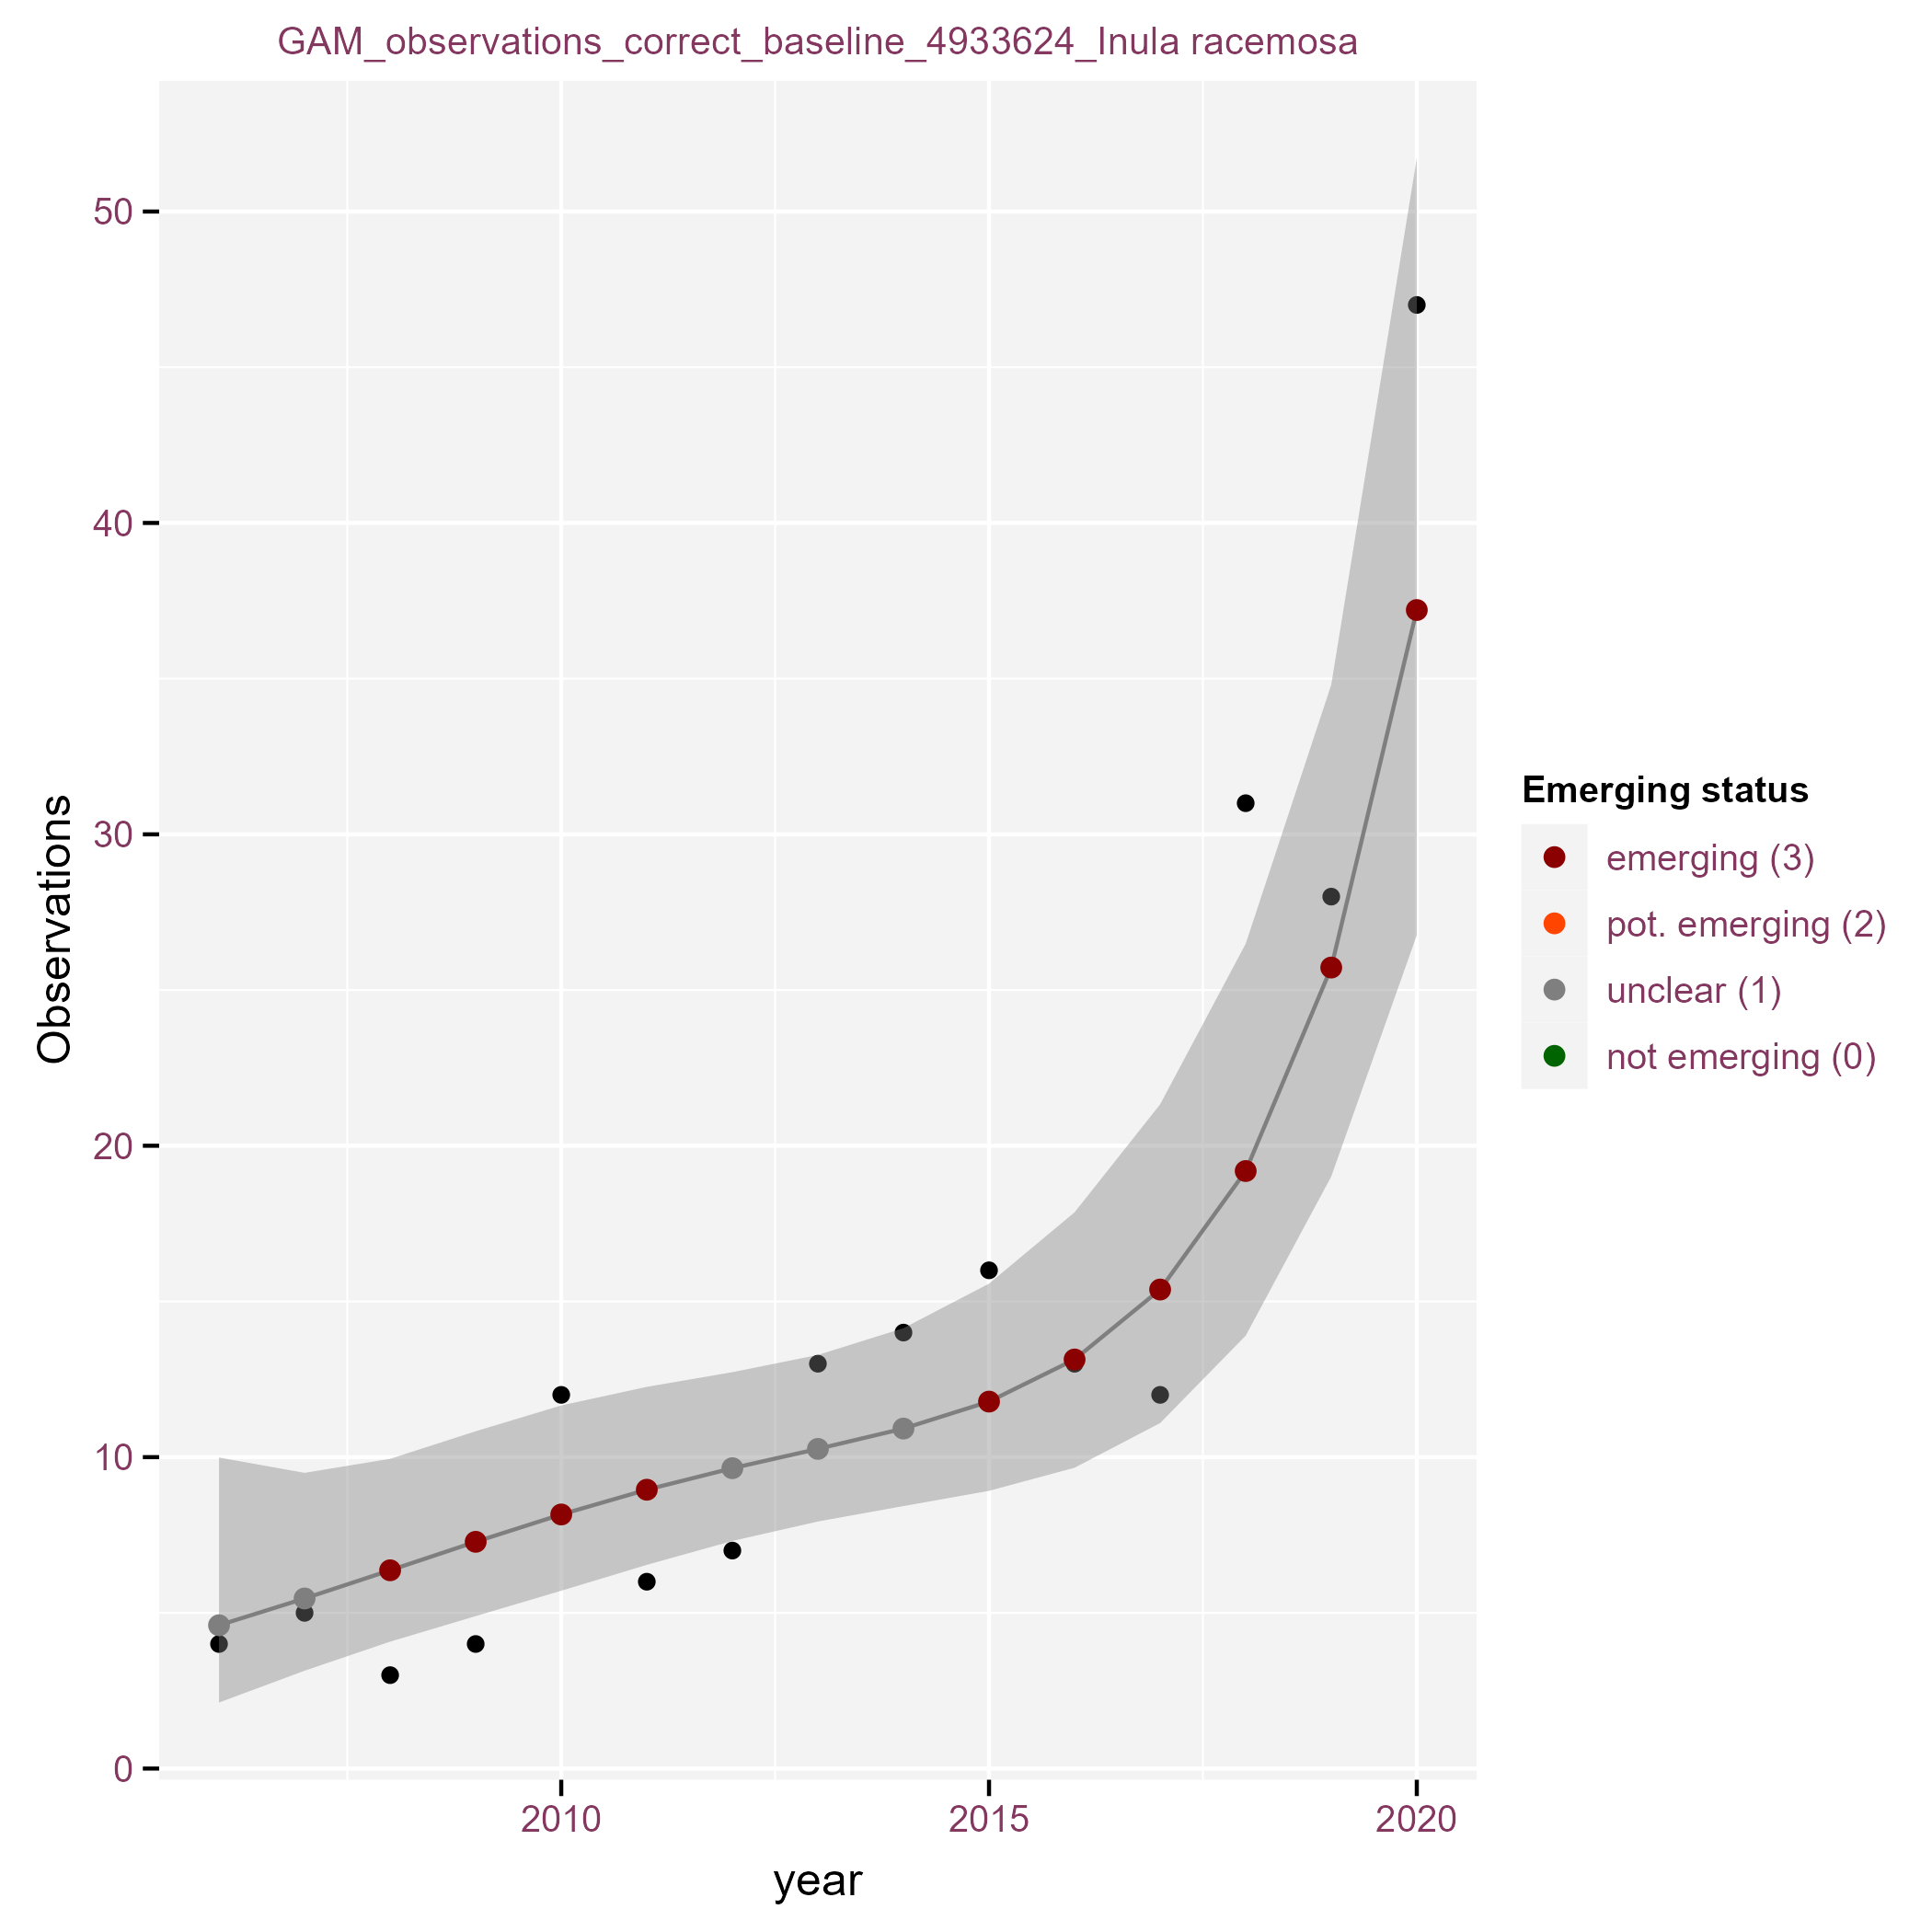 GAM_observations_correct_baseline_4933624_Inula racemosa
Observations
50
40
30
20
10
0
2010
2015
2020
year
Emerging status
emerging (3)
pot. emerging (2)
unclear (1)
not emerging (0)